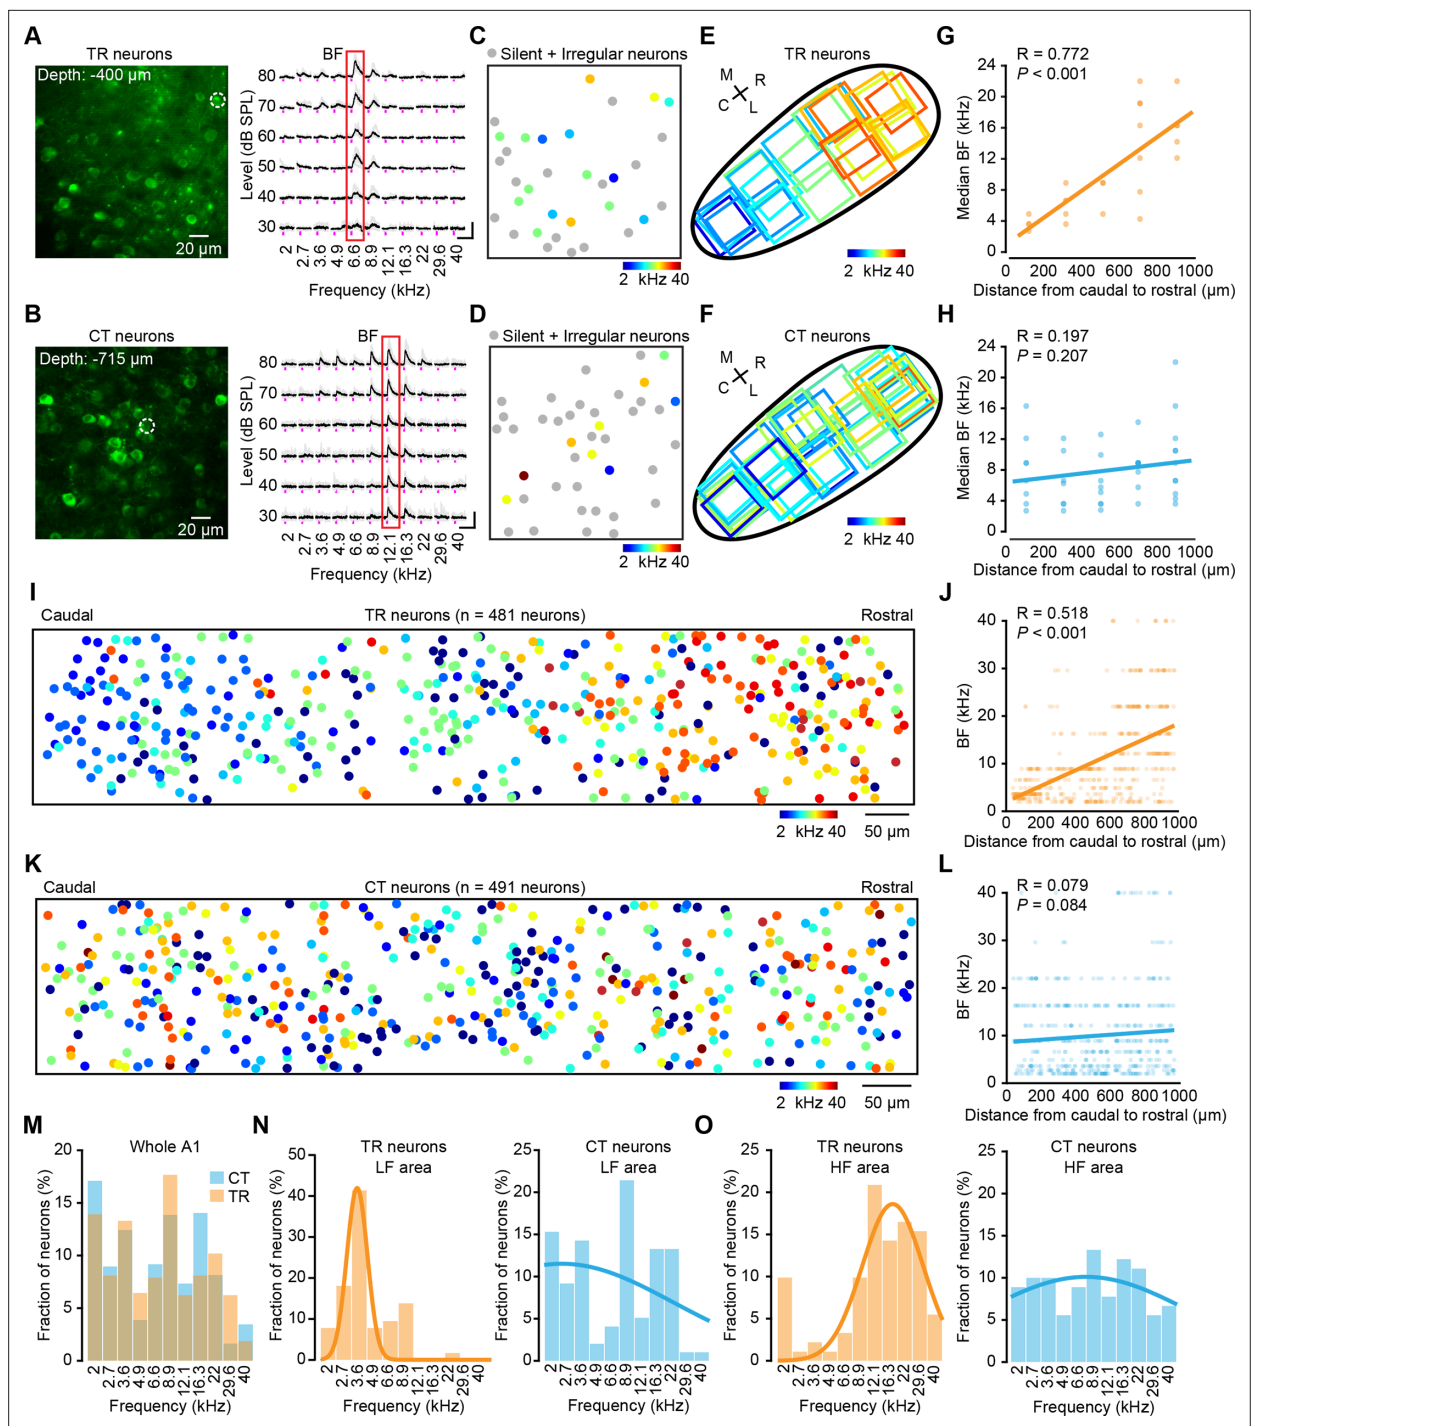 A
TR neurons
Depth: -400 µm
20 µm
BF
Level (dB SPL)
80
70
60
50
40
30
2 2.7 3.6 4.9 6.6 8.9 12.1 16.3 22 29.6 40
Frequency (kHz)
C
Silent + Irregular neurons
2 kHz 40
E
TR neurons
M R
C L
2 kHz 40
G
R = 0.772
P < 0.001
Median BF (kHz)
24
20
16
12
8
4
0
0 200 400 600 800 1000
Distance from caudal to rostral (µm)
B
CT neurons
Depth: -715 µm
20 µm
BF
Level (dB SPL)
80
70
60
50
40
30
2 2.7 3.6 4.9 6.6 8.9 12.1 16.3 22 29.6 40
Frequency (kHz)
D
Silent + Irregular neurons
2 kHz 40
F
CT neurons
M R
C L
2 kHz 40
H
R = 0.197
P = 0.207
Median BF (kHz)
24
20
16
12
8
4
0
0 200 400 600 800 1000
Distance from caudal to rostral (µm)
I
Caudal TR neurons (n = 481 neurons) Rostral
2 kHz 40 50 µm
J
R = 0.518
P < 0.001
BF (kHz)
40
30
20
10
0
0 200 400 600 800 1000
Distance from caudal to rostral (µm)
K
Caudal CT neurons (n = 491 neurons) Rostral
2 kHz 40 50 µm
L
R = 0.079
P = 0.084
BF (kHz)
40
30
20
10
0
0 200 400 600 800 1000
Distance from caudal to rostral (µm)
M
Whole A1
CT
TR
Fraction of neurons (%)
20
15
10
5
0
2 2.7 3.6 4.9 6.6 8.9 12.1 16.3 22 29.6 40
Frequency (kHz)
N
TR neurons
LF area
Fraction of neurons (%)
50
40
30
20
10
0
2 2.7 3.6 4.9 6.6 8.9 12.1 16.3 22 29.6 40
Frequency (kHz)
CT neurons
LF area
Fraction of neurons (%)
25
20
15
10
5
0
2 2.7 3.6 4.9 6.6 8.9 12.1 16.3 22 29.6 40
Frequency (kHz)
O
TR neurons
HF area
Fraction of neurons (%)
25
20
15
10
5
0
2 2.7 3.6 4.9 6.6 8.9 12.1 16.3 22 29.6 40
Frequency (kHz)
CT neurons
HF area
Fraction of neurons (%)
25
20
15
10
5
0
2 2.7 3.6 4.9 6.6 8.9 12.1 16.3 22 29.6 40
Frequency (kHz)